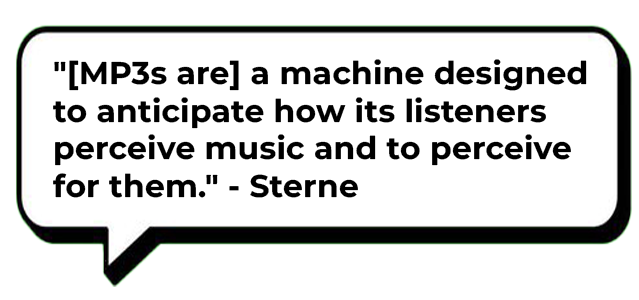 "[MP3s are] a machine designed
to anticipate how its listeners
perceive music and to perceive
for them." - Sterne